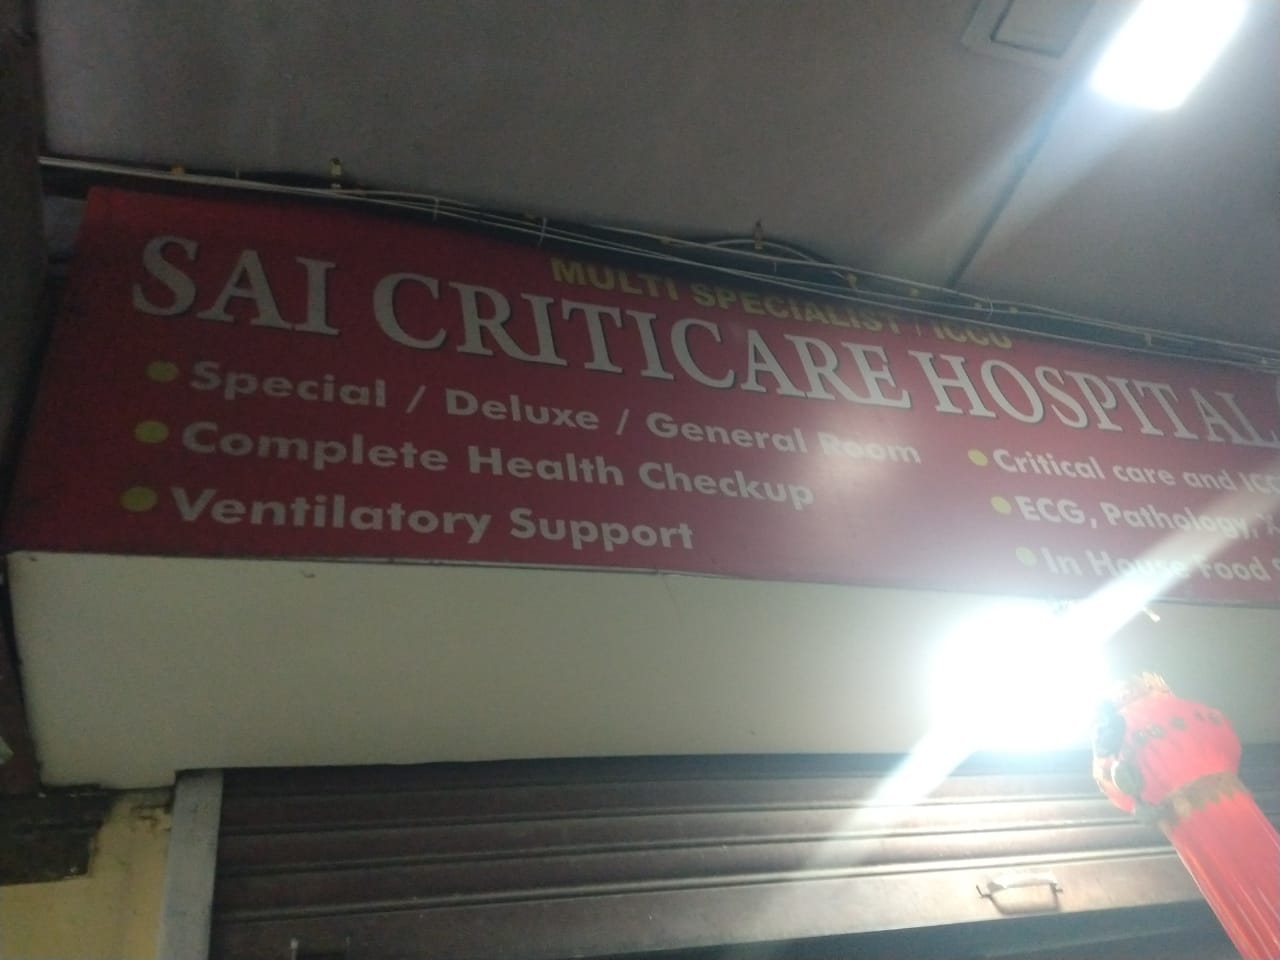 MULTI SPECIALIST / ICCU
SAI CRITICARE HOSPITAL
Special / Deluxe / General Room
Complete Health Checkup
Ventilatory Support
Critical care and
ECG, Pathology,
In House Food